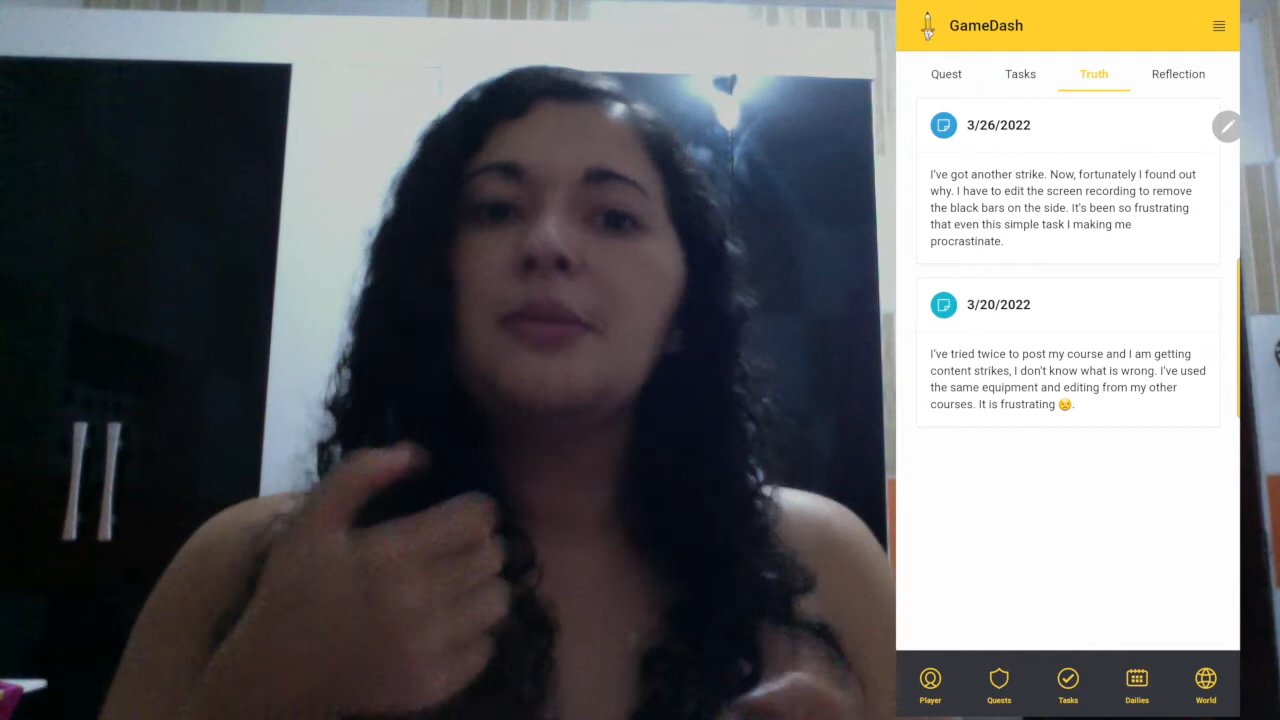 GameDash
Quest Tasks Truth Reflection
3/26/2022
I've got another strike. Now, fortunately I found out
why. I have to edit the screen recording to remove
the black bars on the side. It's been so frustrating
that even this simple task I making me
procrastinate.
3/20/2022
I've tried twice to post my course and I am getting
content strikes, I don't know what is wrong. I've used
the same equipment and editing from my other
courses. It is frustrating 😣.
Player Quests Tasks Dailies World